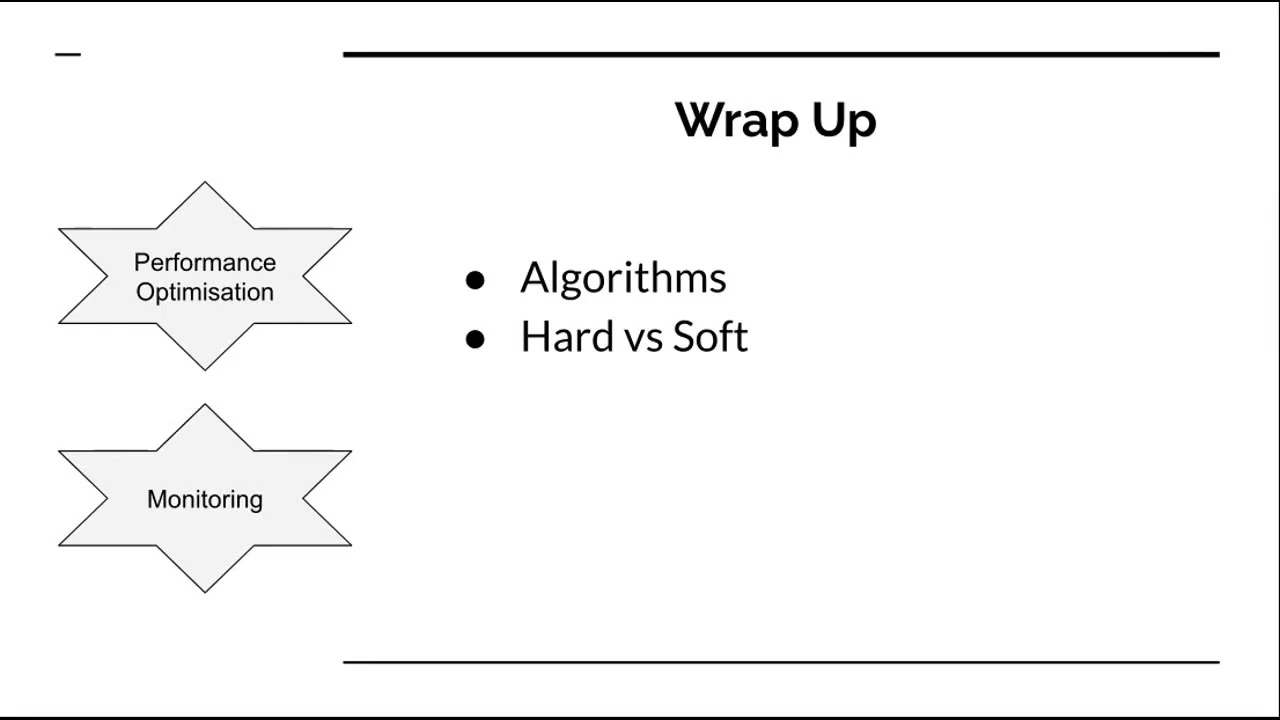 Wrap Up
Performance
Optimisation
● Algorithms
● Hard vs Soft
Monitoring